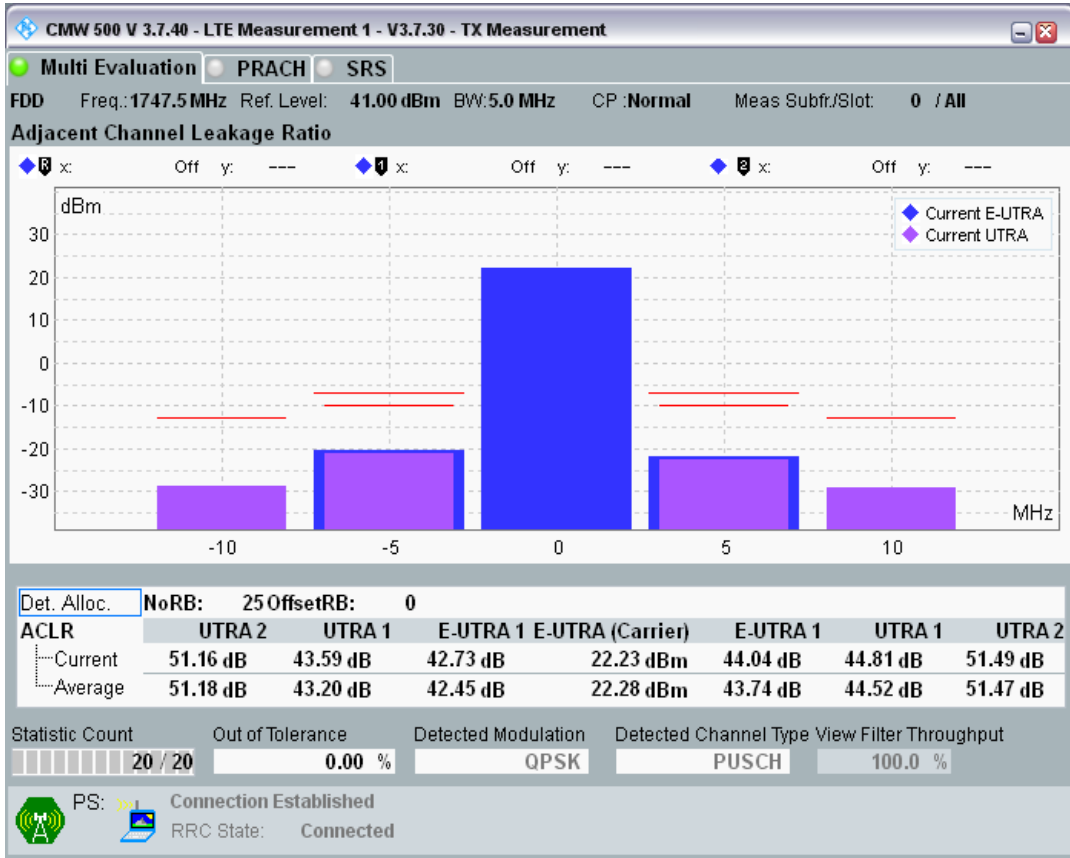 CMW 500 V 3.7.40 - LTE Measurement 1 - V3.7.30 - TX Measurement
Multi Evaluation PRACH SRS
FDD Freq.:1747.5 MHz Ref. Level: 41.00 dBm BW:5.0 MHz CP :Normal Meas Subfr./Slot: 0 / All
Adjacent Channel Leakage Ratio
R x: Off y: --- 1 x: Off y: --- 2 x: Off y: ---
dBm
Current E-UTRA
Current UTRA
30
20
10
0
-10
-20
-30
MHz
-10 -5 0 5 10
Det. Alloc. NoRB: 25 OffsetRB: 0
ACLR UTRA 2 UTRA 1 E-UTRA 1 E-UTRA (Carrier) E-UTRA 1 UTRA 1 UTRA 2
Current 51.16 dB 43.59 dB 42.73 dB 22.23 dBm 44.04 dB 44.81 dB 51.49 dB
Average 51.18 dB 43.20 dB 42.45 dB 22.28 dBm 43.74 dB 44.52 dB 51.47 dB
Statistic Count Out of Tolerance Detected Modulation Detected Channel Type View Filter Throughput
20 / 20 0.00 % QPSK PUSCH 100.0 %
PS: Connection Established
RRC State: Connected